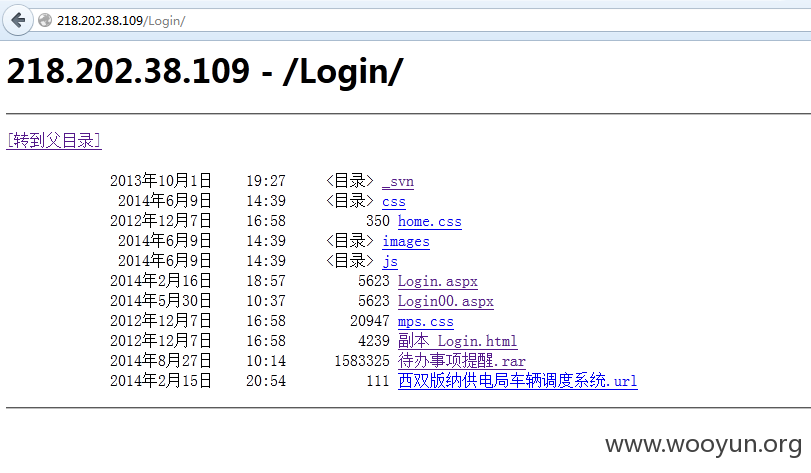 218.202.38.109/Login/
218.202.38.109 - /Login/
[转到父目录]
2013年10月1日 19:27 <目录> _svn
2014年6月9日 14:39 <目录> css
2012年12月7日 16:58 350 home.css
2014年6月9日 14:39 <目录> images
2014年6月9日 14:39 <目录> js
2014年2月16日 18:57 5623 Login.aspx
2014年5月30日 10:37 5623 Login00.aspx
2012年12月7日 16:58 20947 mps.css
2012年12月7日 16:58 4239 副本 Login.html
2014年8月27日 10:14 1583325 待办事项提醒.rar
2014年2月15日 20:54 111 西双版纳供电局车辆调度系统.url
www.wooyun.org